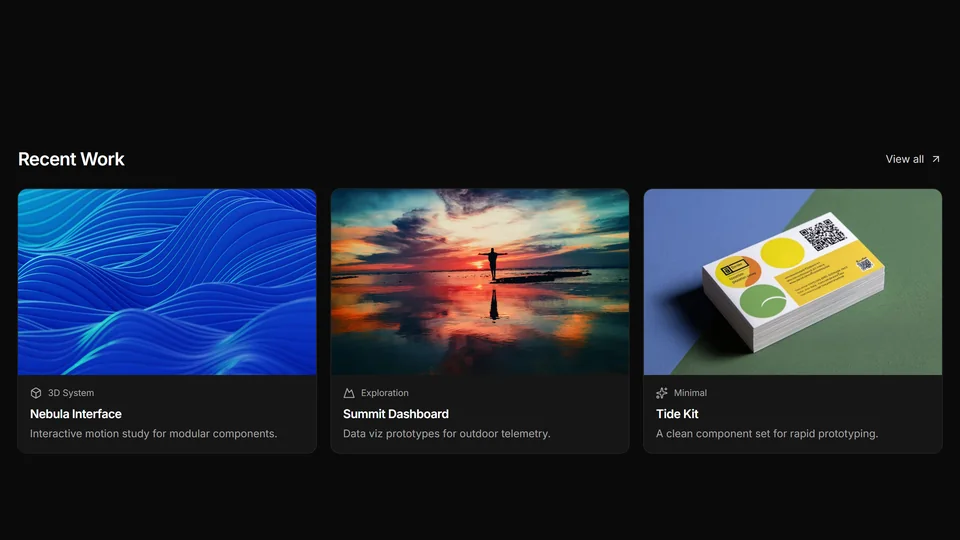 Recent Work
View all
3D System
Nebula Interface
Interactive motion study for modular components.
Exploration
Summit Dashboard
Data viz prototypes for outdoor telemetry.
Minimal
Tide Kit
A clean component set for rapid prototyping.